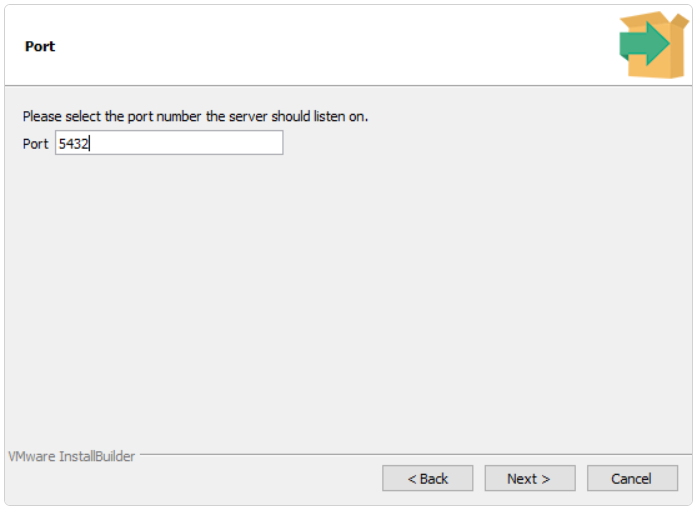 Port
Please select the port number the server should listen on.
Port 5432
VMware InstallBuilder
< Back Next > Cancel